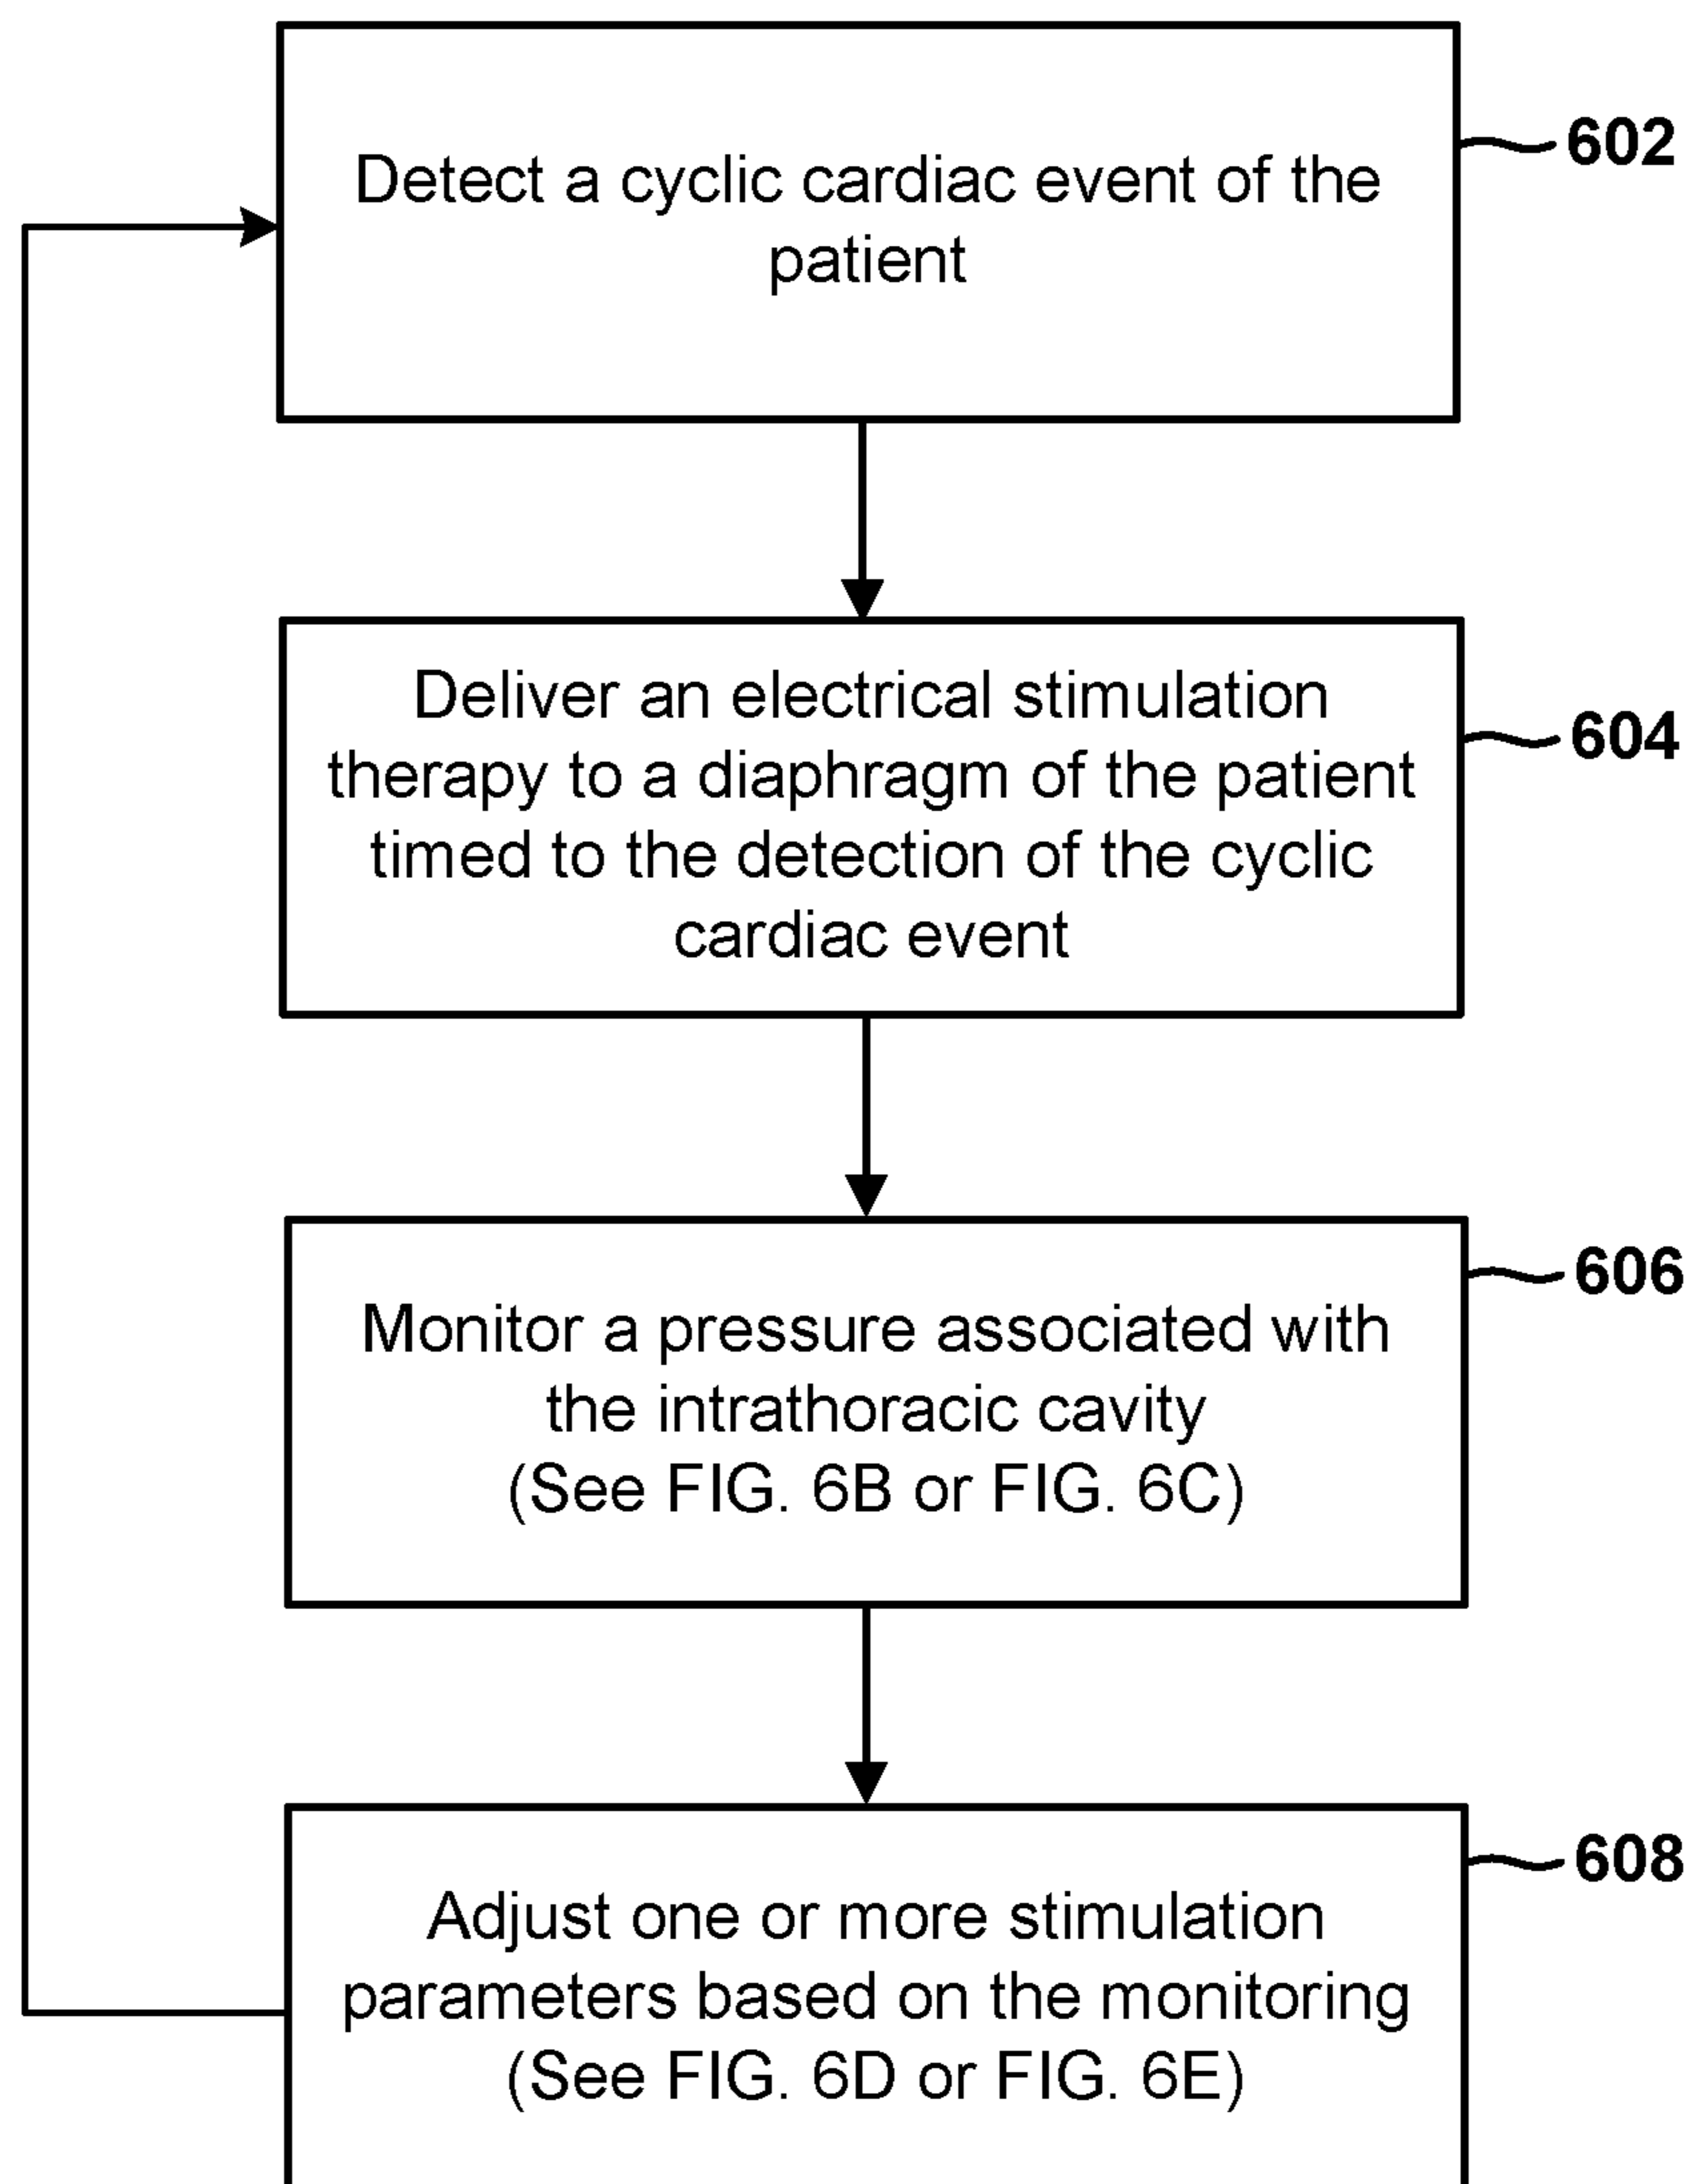 Detect a cyclic cardiac event of the
patient
602
Deliver an electrical stimulation
therapy to a diaphragm of the patient
timed to the detection of the cyclic
cardiac event
604
Monitor a pressure associated with
the intrathoracic cavity
(See FIG. 6B or FIG. 6C)
606
Adjust one or more stimulation
parameters based on the monitoring
(See FIG. 6D or FIG. 6E)
608